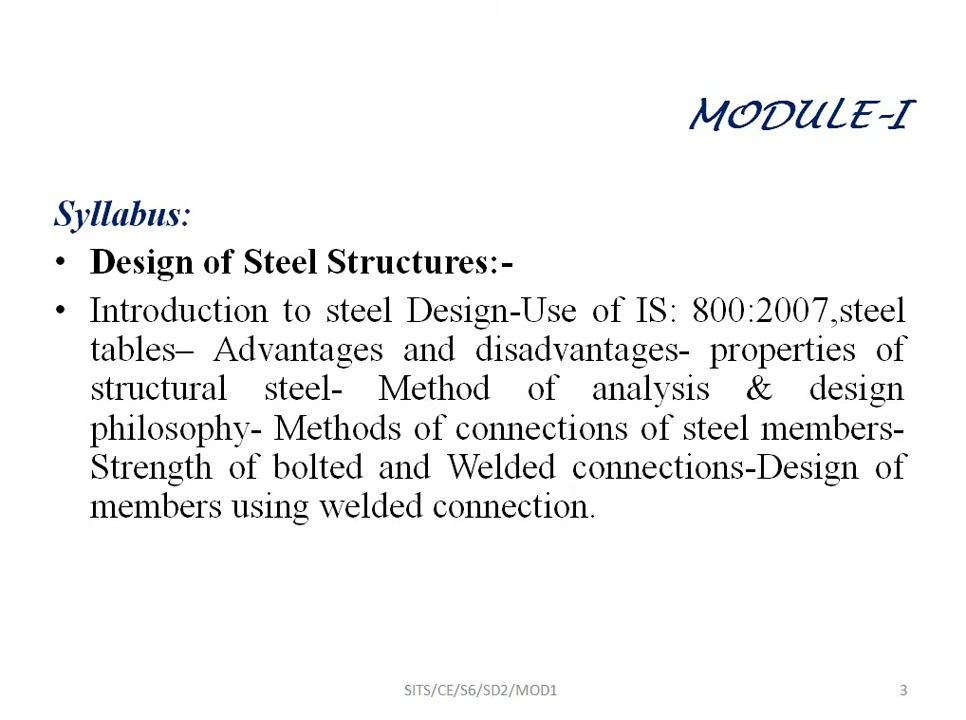 MODULE-I
Syllabus:
• Design of Steel Structures:-
• Introduction to steel Design-Use of IS: 800:2007,steel
tables– Advantages and disadvantages- properties of
structural steel- Method of analysis & design
philosophy- Methods of connections of steel members-
Strength of bolted and Welded connections-Design of
members using welded connection.
SITS/CE/S6/SD2/MOD1
3